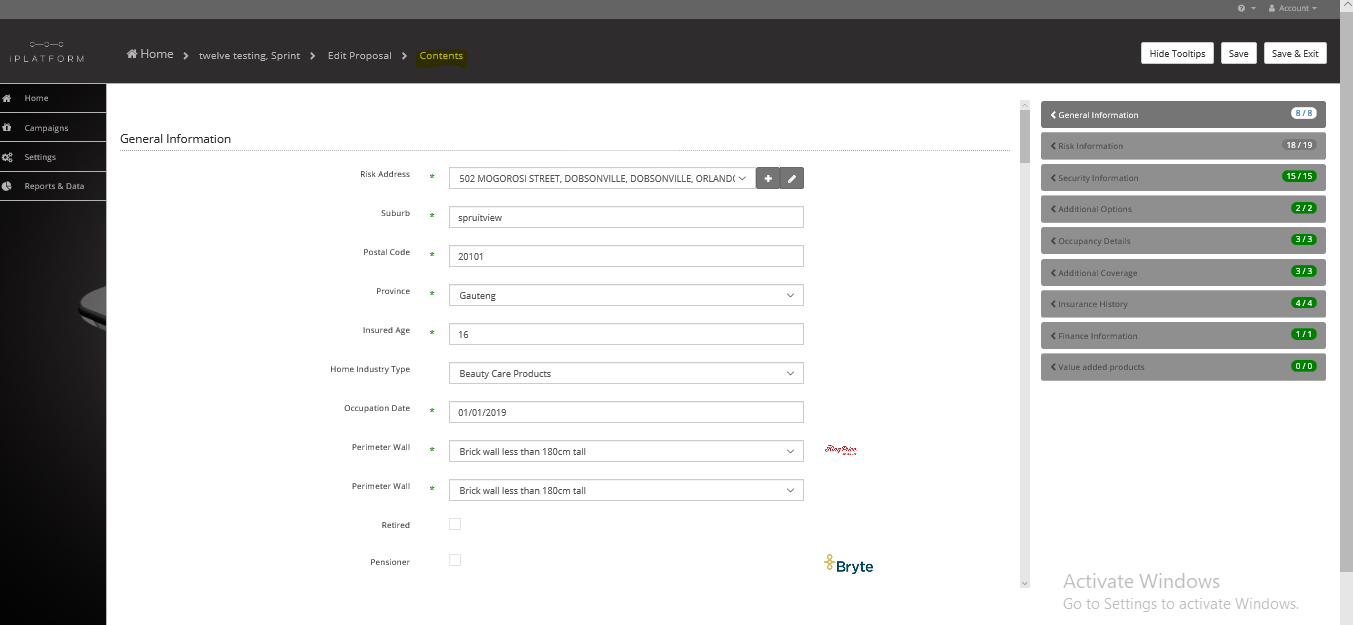 Account
iPLATFORM
Home
twelve testing, Sprint
Edit Proposal
Contents
Hide Tooltips
Save
Save & Exit
Home
Campaigns
Settings
Reports & Data
General Information
Risk Address * 502 MOGOROSI STREET, DOBSONVILLE, DOBSONVILLE, ORLANDO
Suburb * spruitview
Postal Code * 20101
Province * Gauteng
Insured Age * 16
Home Industry Type Beauty Care Products
Occupation Date * 01/01/2019
Perimeter Wall * Brick wall less than 180cm tall
King Price
Perimeter Wall * Brick wall less than 180cm tall
Retired
Pensioner
Bryte
General Information 8 / 8
Risk Information 18 / 19
Security Information 15 / 15
Additional Options 2 / 2
Occupancy Details 3 / 3
Additional Coverage 3 / 3
Insurance History 4 / 4
Finance Information 1 / 1
Value added products 0 / 0
Activate Windows
Go to Settings to activate Windows.